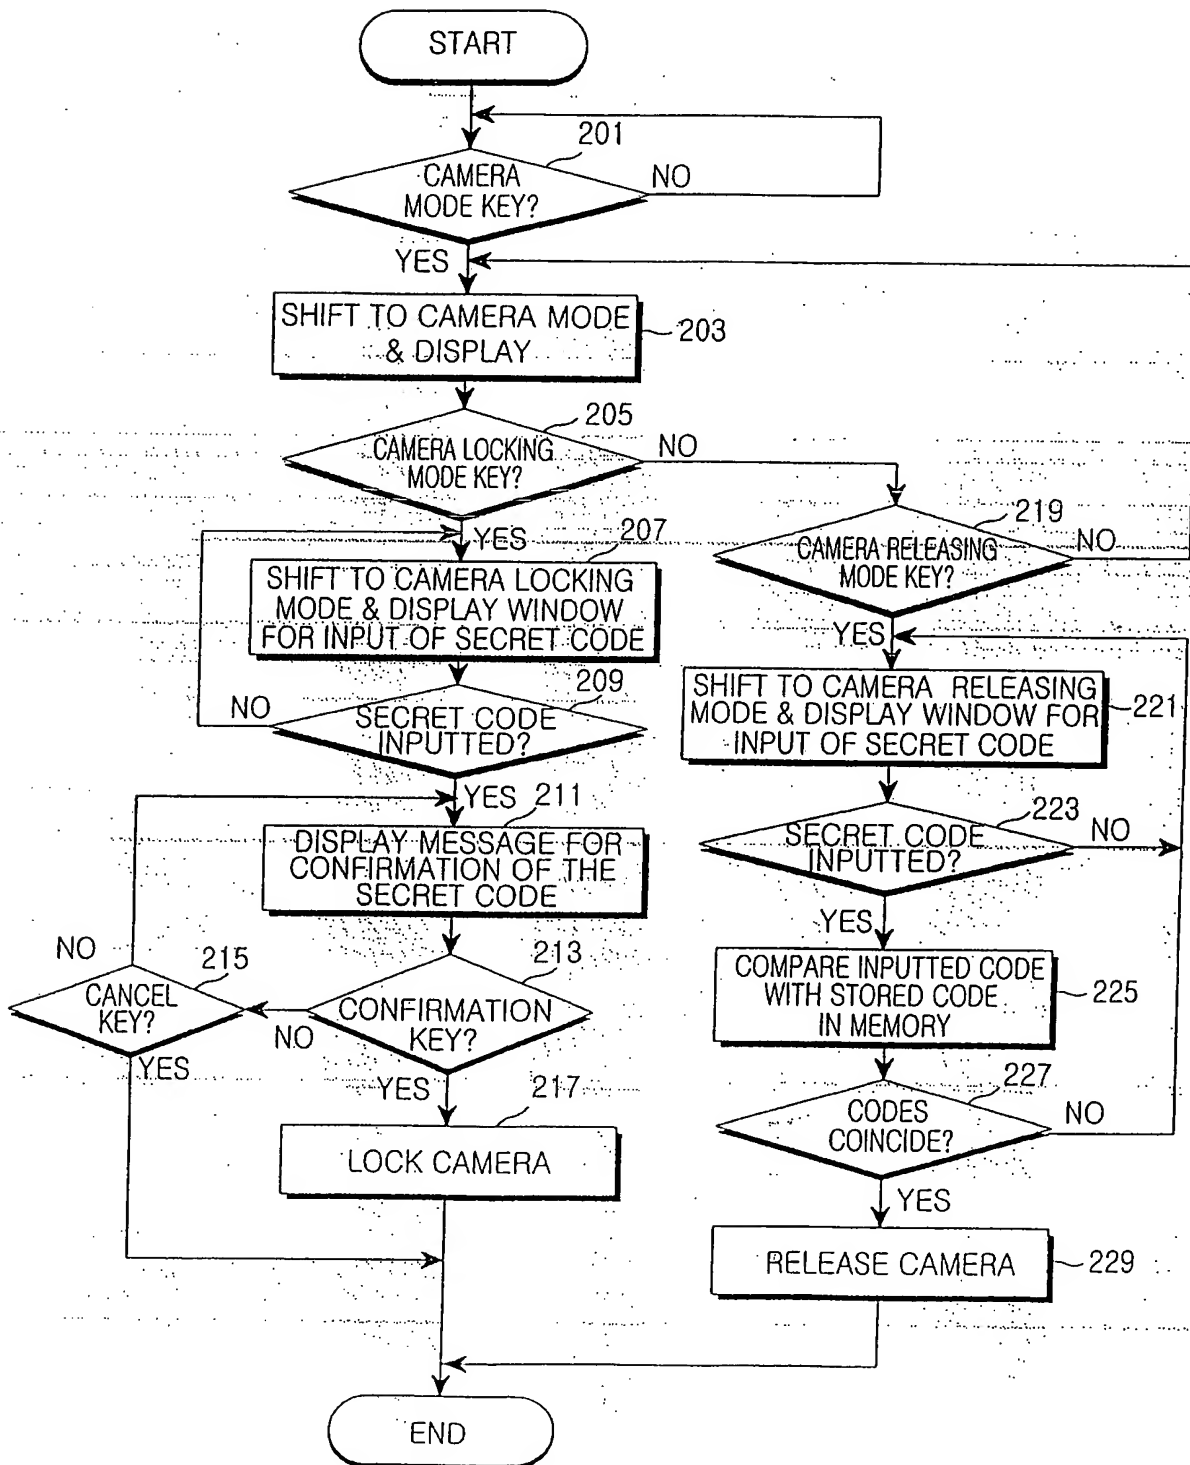 START
201
CAMERA
MODE KEY?
NO
YES
SHIFT TO CAMERA MODE
& DISPLAY
203
205
CAMERA LOCKING
MODE KEY?
NO
YES
207
219
CAMERA RELEASING
MODE KEY?
NO
SHIFT TO CAMERA LOCKING
MODE & DISPLAY WINDOW
FOR INPUT OF SECRET CODE
YES
209
NO
SECRET CODE
INPUTTED?
SHIFT TO CAMERA RELEASING
MODE & DISPLAY WINDOW FOR
INPUT OF SECRET CODE
221
YES
211
223
SECRET CODE
INPUTTED?
NO
DISPLAY MESSAGE FOR
CONFIRMATION OF THE
SECRET CODE
YES
NO
215
213
CANCEL
KEY?
CONFIRMATION
KEY?
NO
COMPARE INPUTTED CODE
WITH STORED CODE
IN MEMORY
225
YES
YES
217
227
CODES
COINCIDE?
NO
LOCK CAMERA
YES
RELEASE CAMERA
229
END